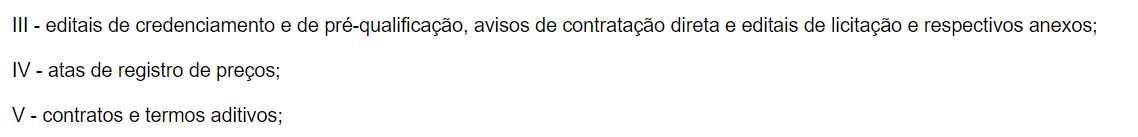 III - editais de credenciamento e de pré-qualificação, avisos de contratação direta e editais de licitação e respectivos anexos;
IV - atas de registro de preços;
V - contratos e termos aditivos;